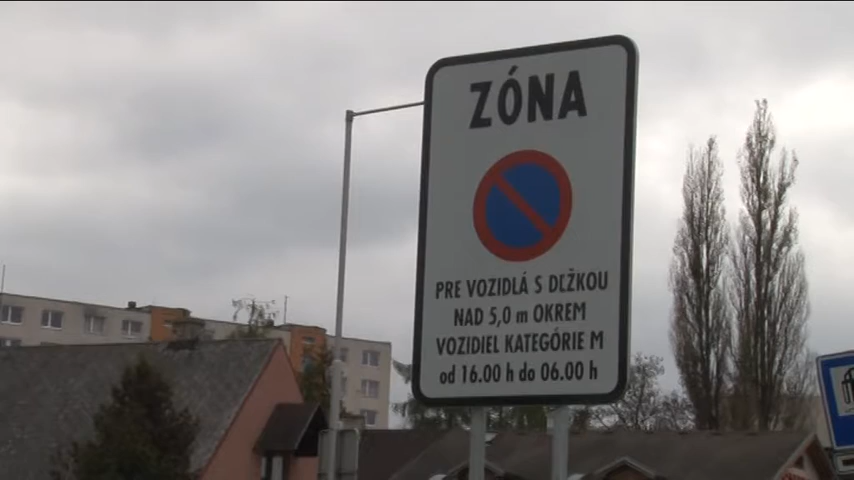 ZÓNA
PRE VOZIDLÁ S DĹŽKOU
NAD 5,0 m OKREM
VOZIDIEL KATEGÓRIE M
od 16.00 h do 06.00 h